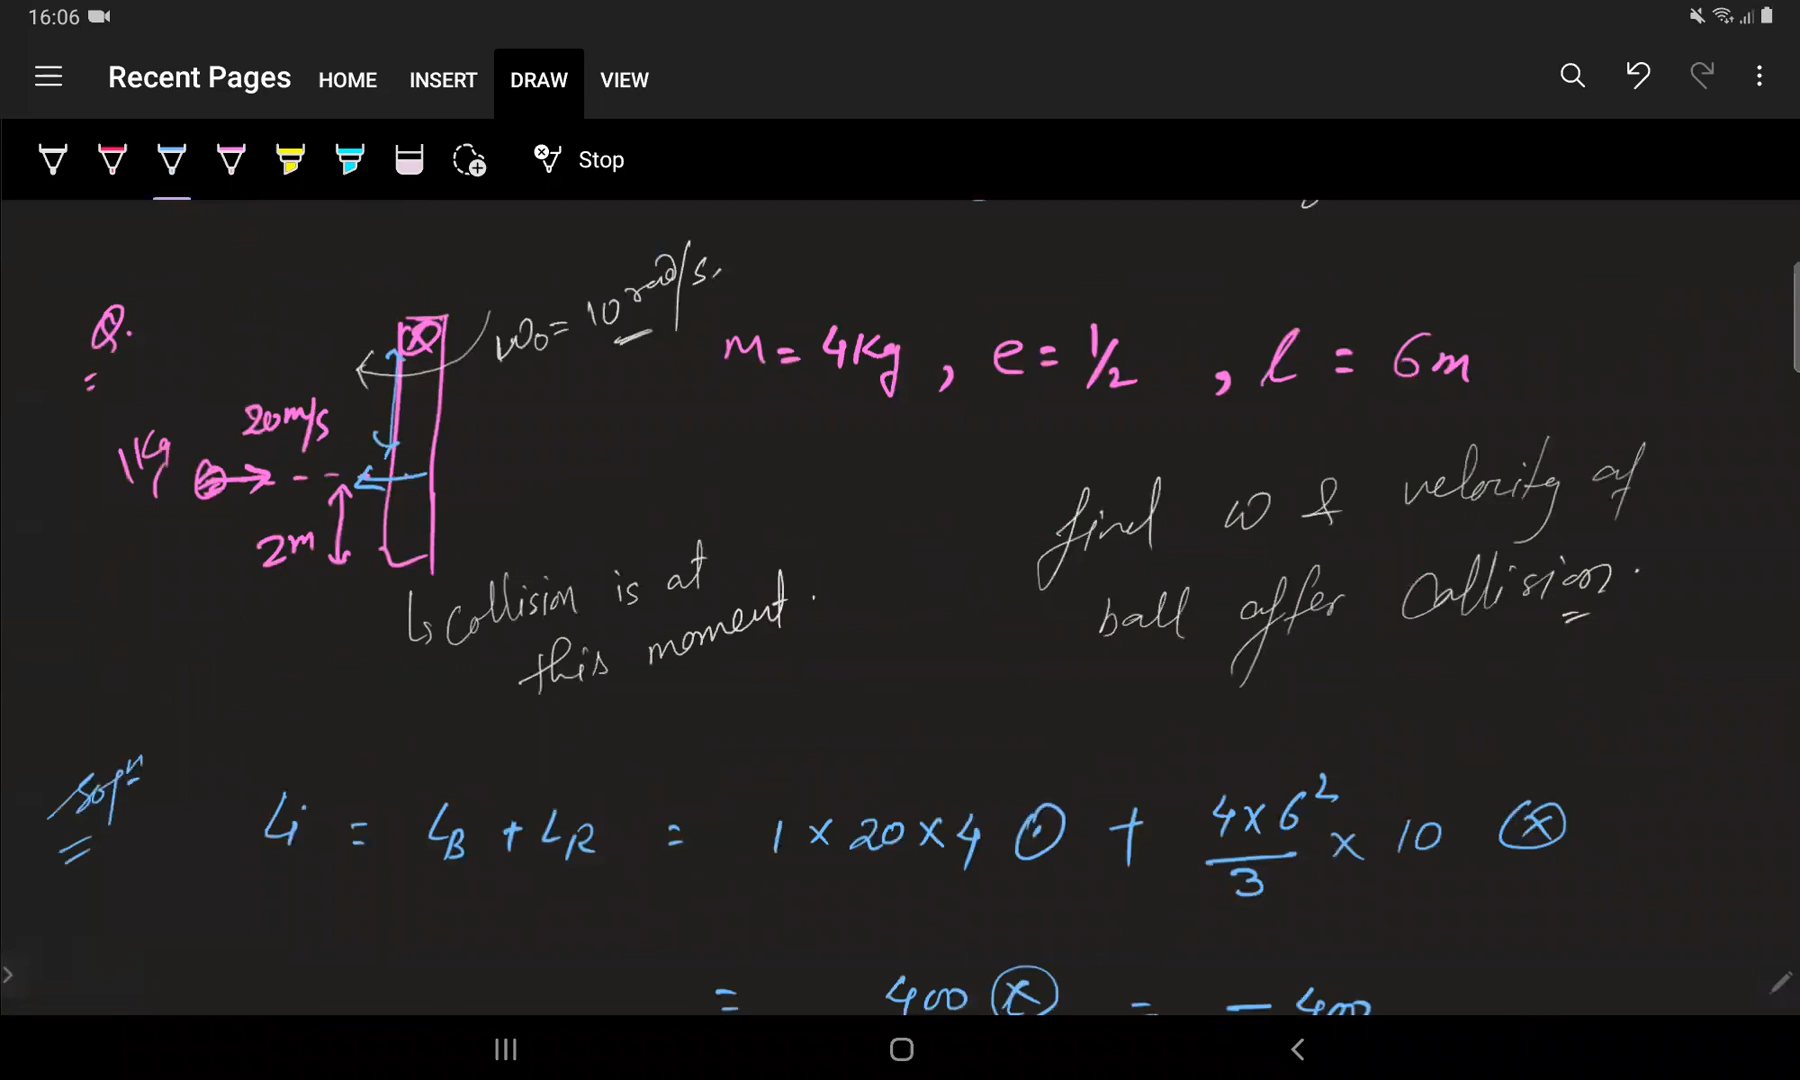 16:06
Recent Pages HOME INSERT DRAW VIEW
Stop
Q.
ω₀ = 10 rad/s.
m = 4Kg, e = 1/2, l = 6m
20m/s
1Kg
2m
find ω & velocity of
ball after collision.
↳ collision is at
this moment.
Solⁿ
Li = LB + LR = 1 × 20 × 4 ⊙ + 4×6²/3 × 10 ⊗
= 400 ⊗ = - 400